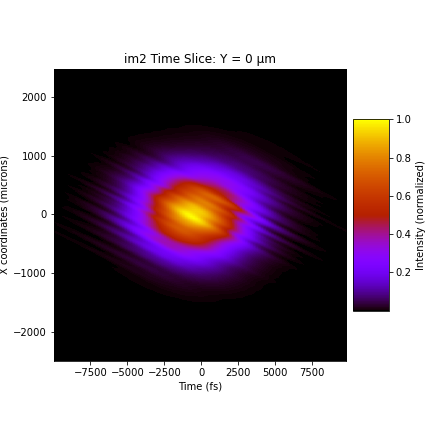 im2 Time Slice: Y = 0 μm
2000
1000
0
−1000
−2000
X coordinates (microns)
−7500 −5000 −2500 0 2500 5000 7500
Time (fs)
1.0
0.8
0.6
0.4
0.2
Intensity (normalized)